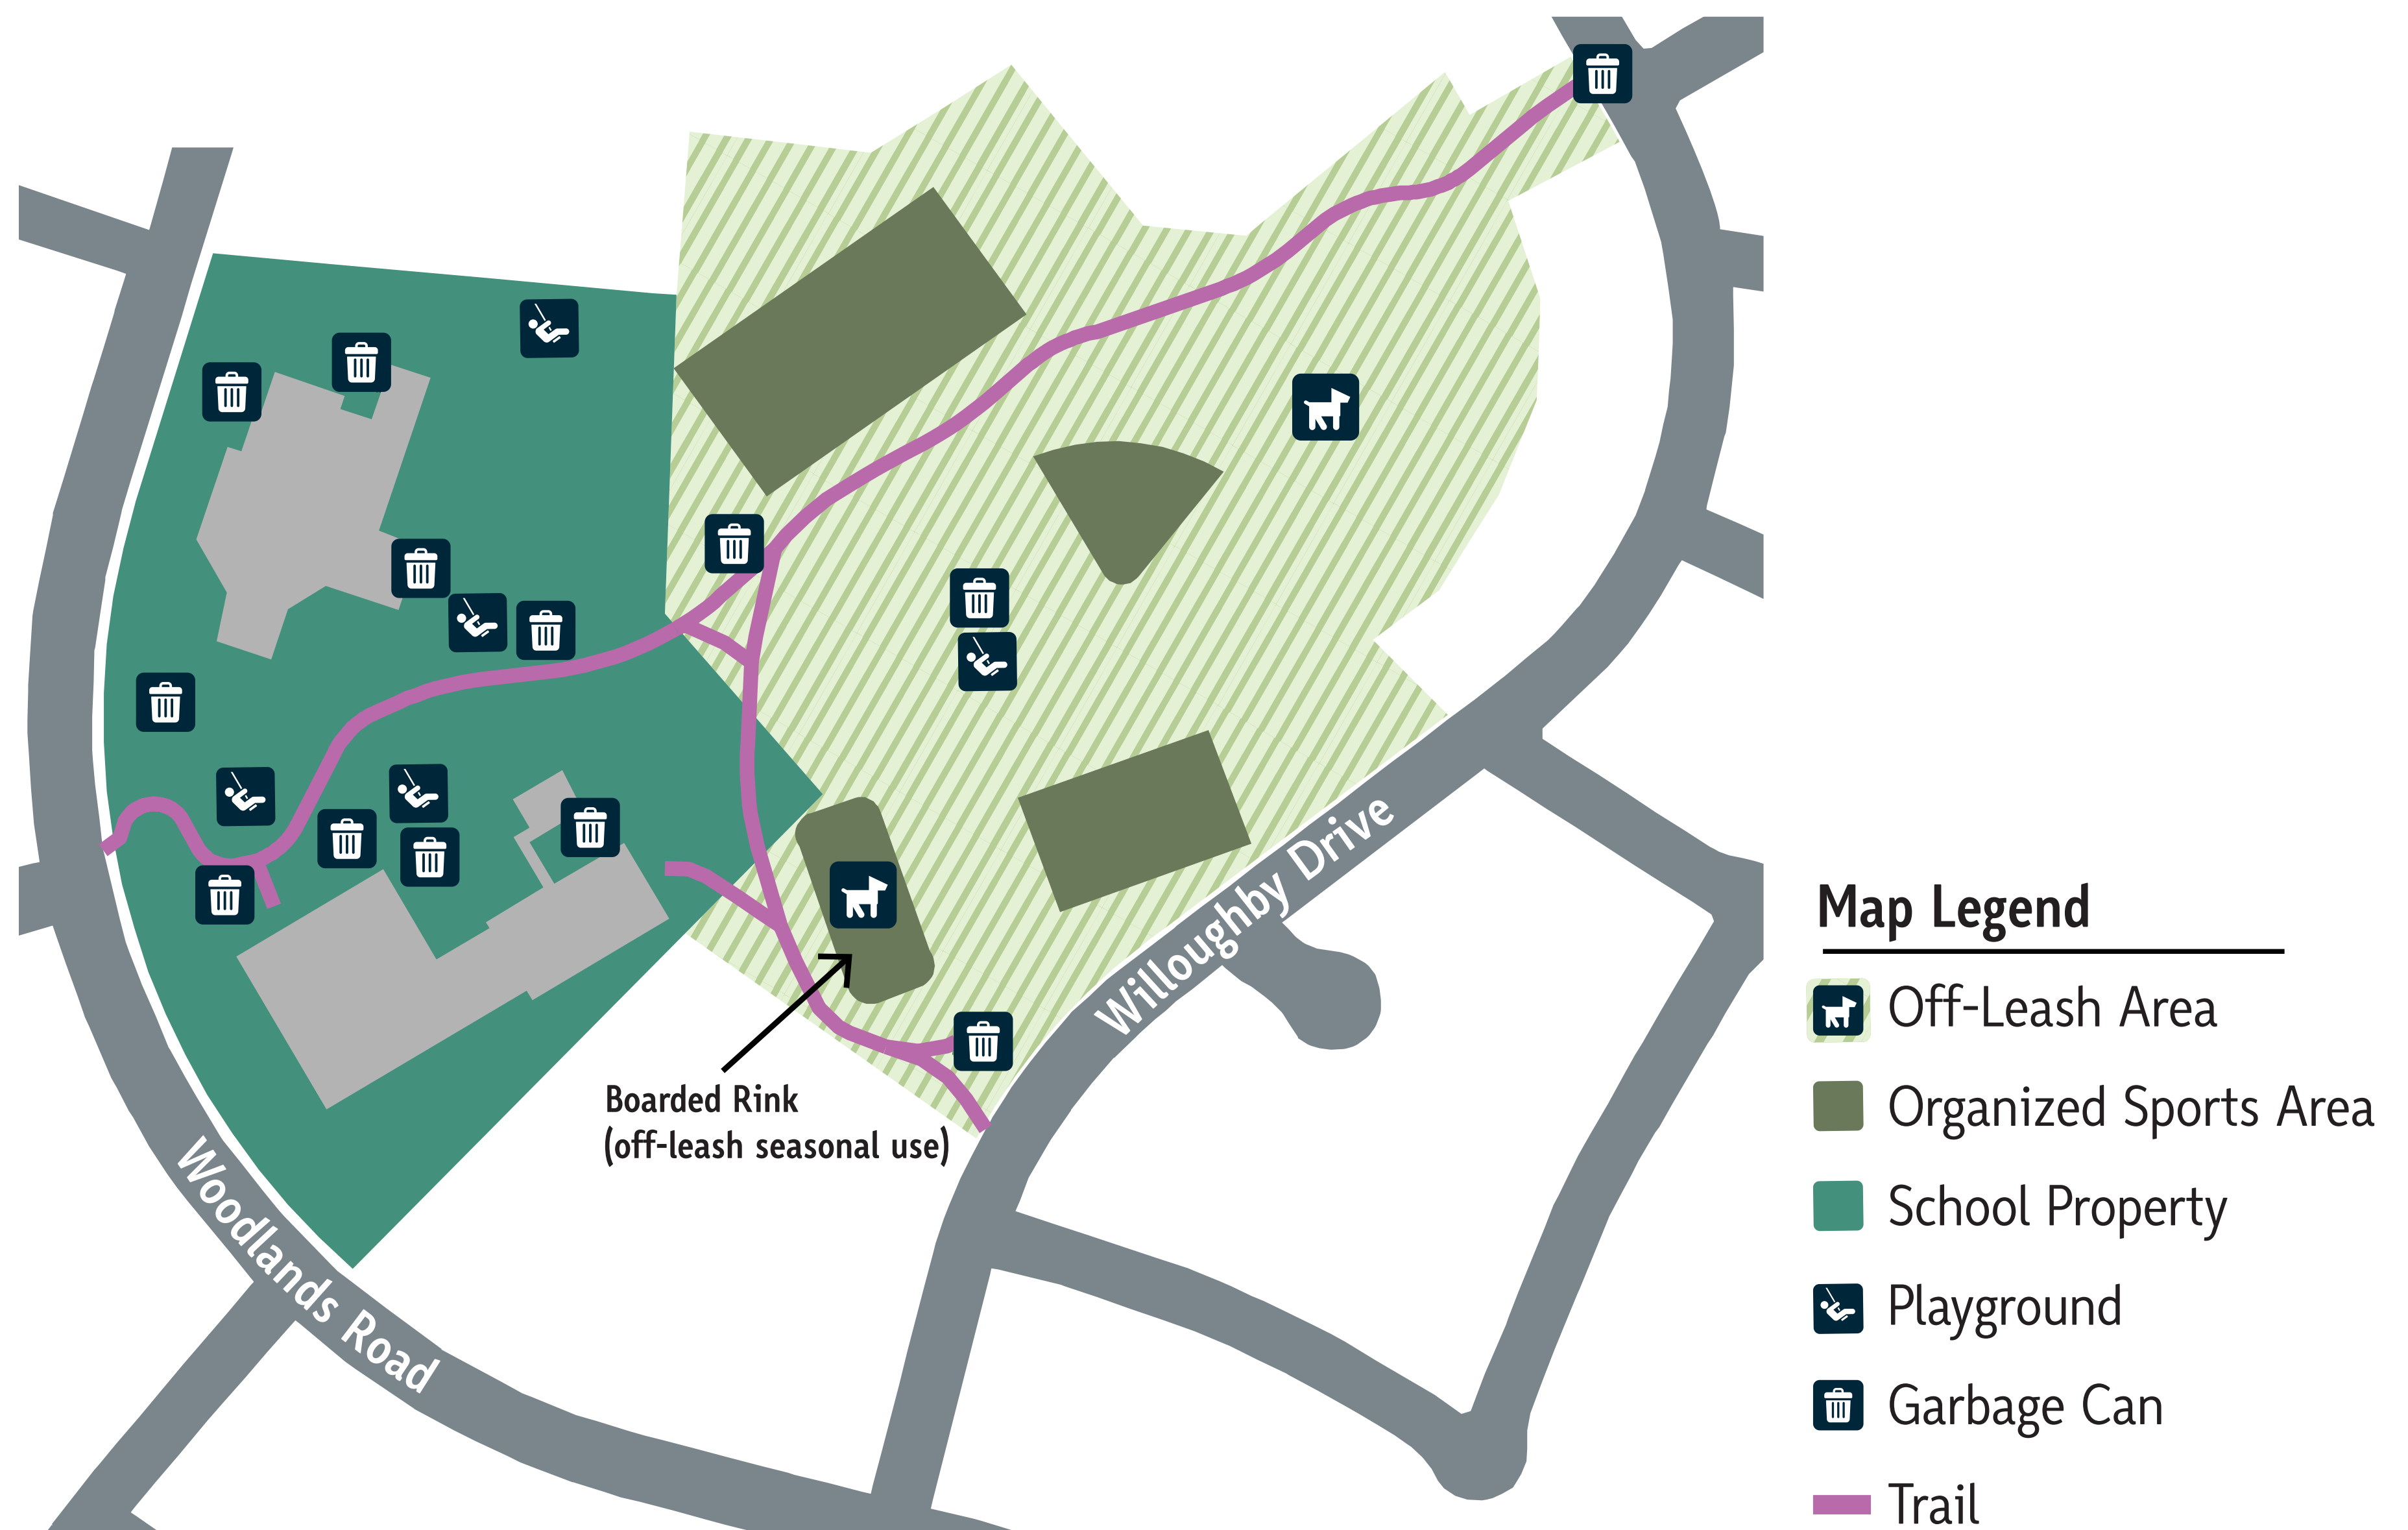 Willoughby Drive
Boarded Rink
(off-leash seasonal use)
Woodlands Road
Map Legend
Off-Leash Area
Organized Sports Area
School Property
Playground
Garbage Can
Trail